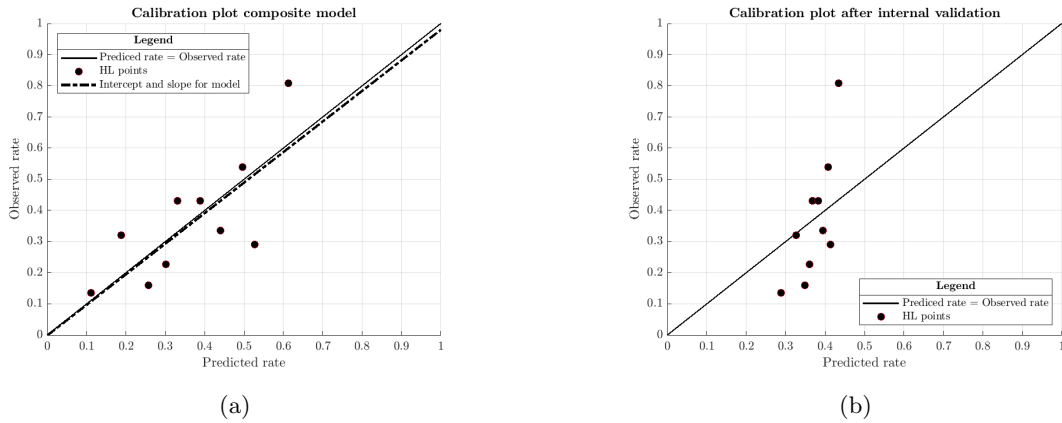 Calibration plot composite model
Legend
Prediced rate = Observed rate
HL points
Intercept and slope for model
Observed rate
1
0.9
0.8
0.7
0.6
0.5
0.4
0.3
0.2
0.1
0
0 0.1 0.2 0.3 0.4 0.5 0.6 0.7 0.8 0.9 1
Predicted rate
(a)
Calibration plot after internal validation
Observed rate
1
0.9
0.8
0.7
0.6
0.5
0.4
0.3
0.2
0.1
0
Legend
Prediced rate = Observed rate
HL points
0 0.1 0.2 0.3 0.4 0.5 0.6 0.7 0.8 0.9 1
Predicted rate
(b)